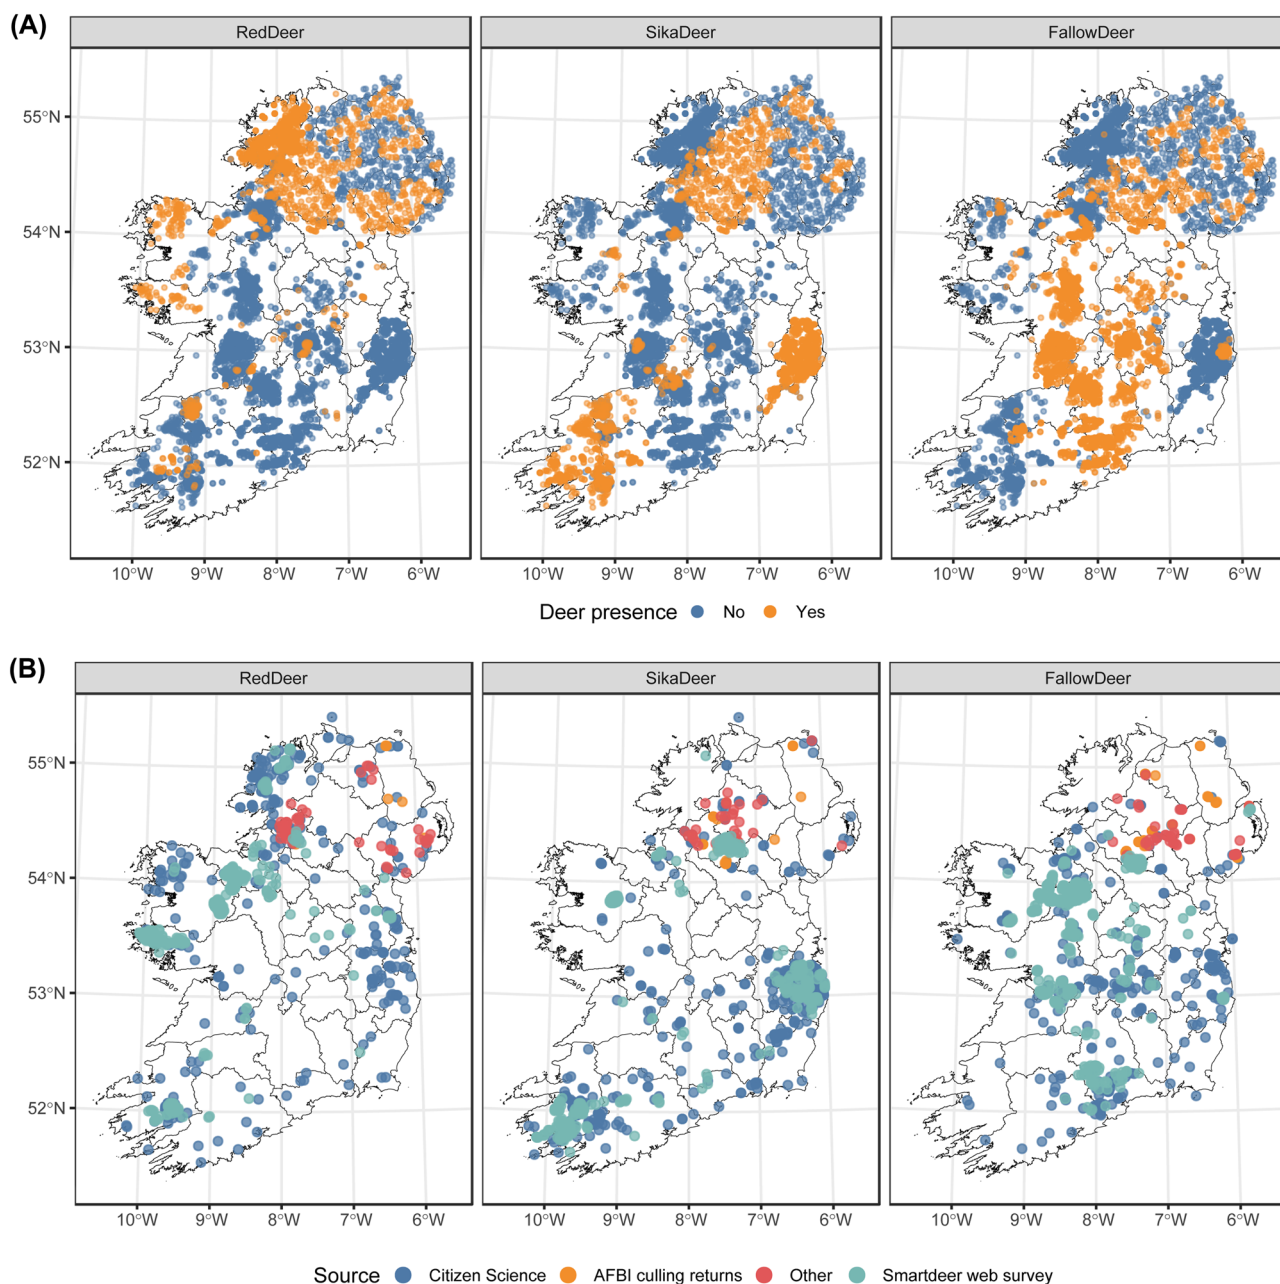 (A)
RedDeer SikaDeer FallowDeer
55°N
54°N
53°N
52°N
10°W 9°W 8°W 7°W 6°W 10°W 9°W 8°W 7°W 6°W 10°W 9°W 8°W 7°W 6°W
Deer presence No Yes
(B)
RedDeer SikaDeer FallowDeer
55°N
54°N
53°N
52°N
10°W 9°W 8°W 7°W 6°W 10°W 9°W 8°W 7°W 6°W 10°W 9°W 8°W 7°W 6°W
Source Citizen Science AFBI culling returns Other Smartdeer web survey